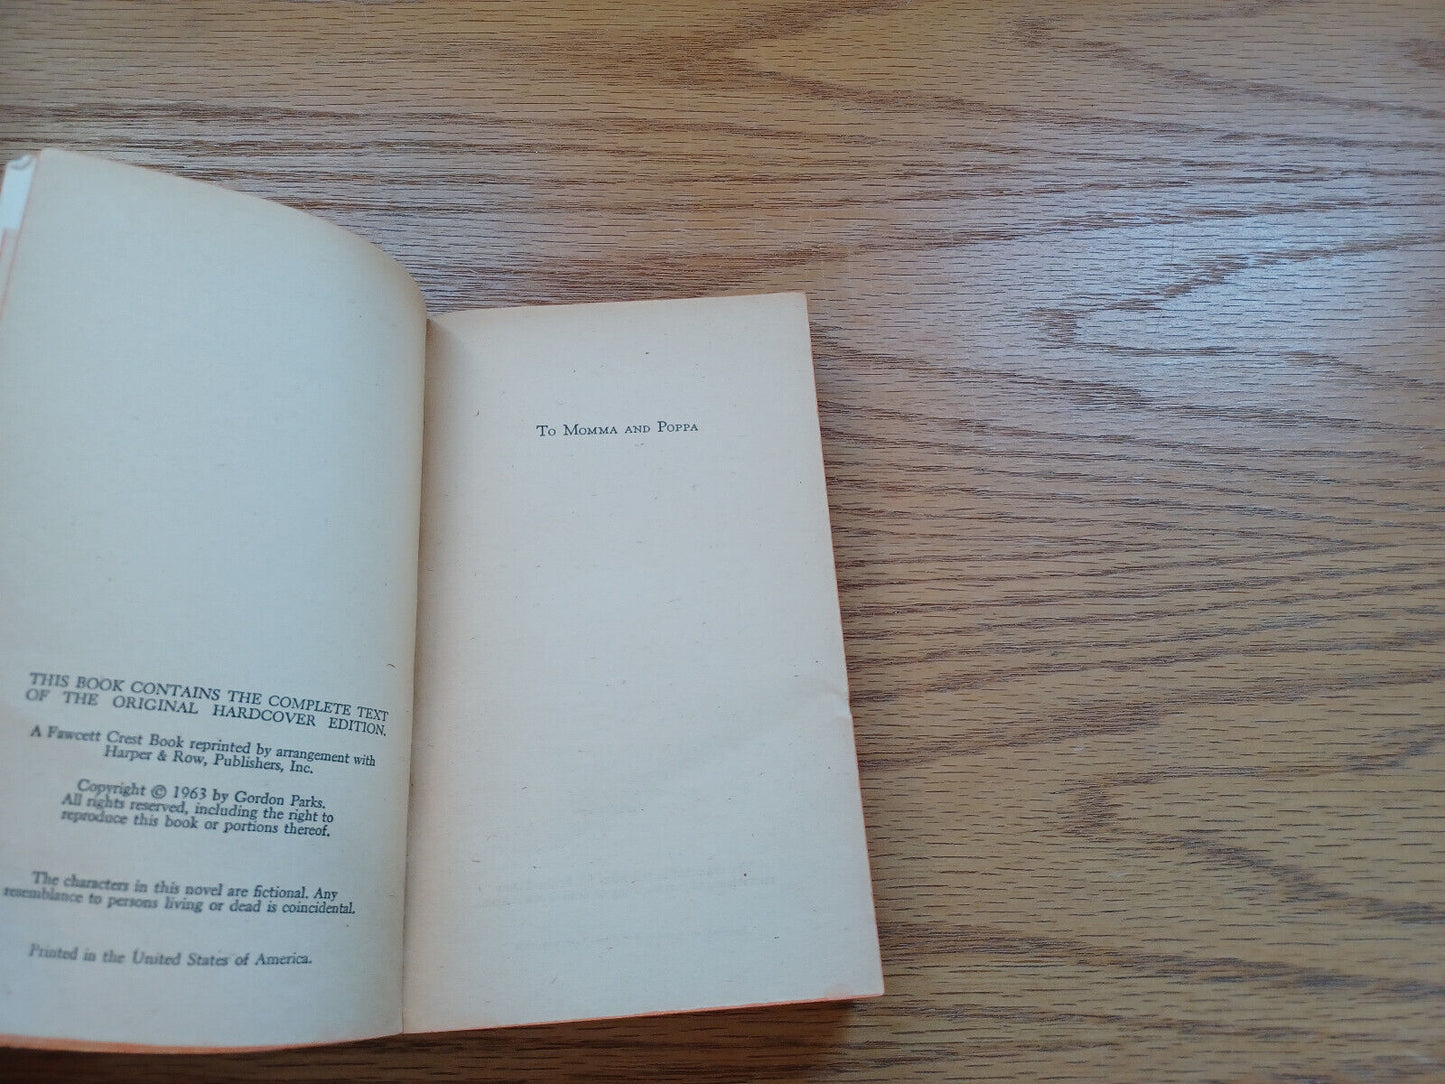 THIS BOOK CONTAINS THE COMPLETE TEXT
OF THE ORIGINAL HARDCOVER EDITION.
A Fawcett Crest Book reprinted by arrangement with
Harper & Row, Publishers, Inc.
Copyright © 1963 by Gordon Parks.
All rights reserved, including the right to
reproduce this book or portions thereof.
The characters in this novel are fictional. Any
resemblance to persons living or dead is coincidental.
Printed in the United States of America.
To Momma and Poppa